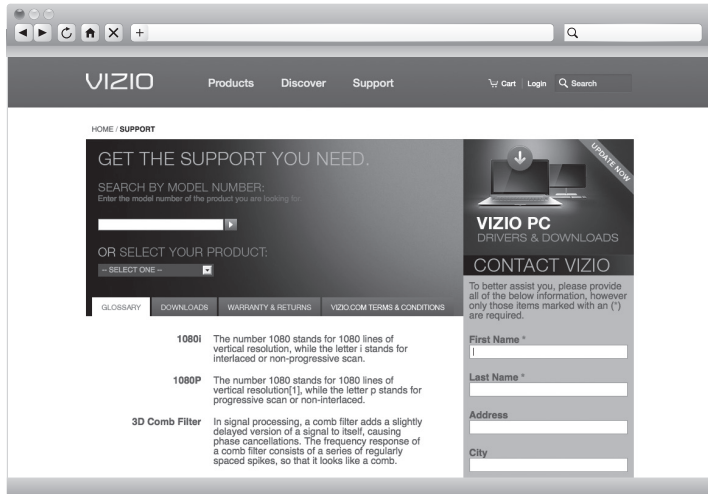 VIZIO
Products Discover Support
Cart Login Search
HOME / SUPPORT
GET THE SUPPORT YOU NEED.
SEARCH BY MODEL NUMBER:
Enter the model number of the product you are looking for.
OR SELECT YOUR PRODUCT:
-- SELECT ONE --
GLOSSARY DOWNLOADS WARRANTY & RETURNS VIZIO.COM TERMS & CONDITIONS
1080i The number 1080 stands for 1080 lines of
vertical resolution, while the letter i stands for
interlaced or non-progressive scan.
1080P The number 1080 stands for 1080 lines of
vertical resolution[1], while the letter p stands for
progressive scan or non-interlaced.
3D Comb Filter In signal processing, a comb filter adds a slightly
delayed version of a signal to itself, causing
phase cancellations. The frequency response of
a comb filter consists of a series of regularly
spaced spikes, so that it looks like a comb.
UPDATE NOW
VIZIO PC
DRIVERS & DOWNLOADS
CONTACT VIZIO
To better assist you, please provide
all of the below information, however
only those items marked with an (*)
are required.
First Name *
Last Name *
Address
City